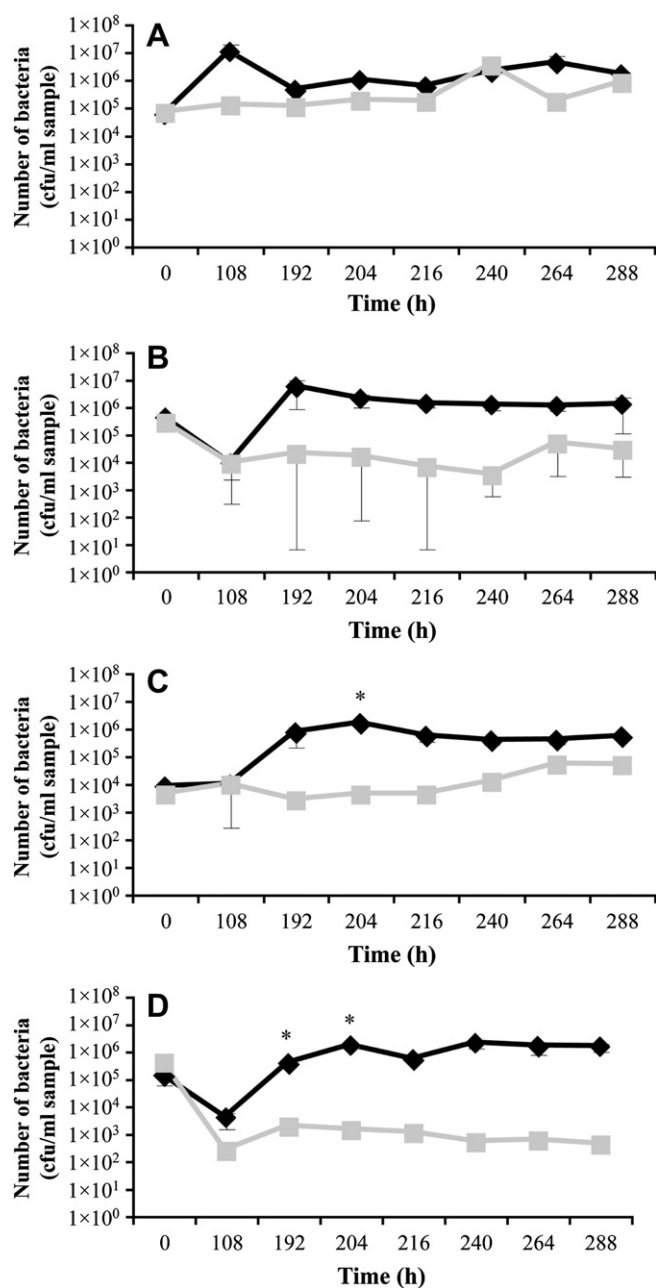 A
Number of bacteria
(cfu/ml sample)
1×10⁸
1×10⁷
1×10⁶
1×10⁵
1×10⁴
1×10³
1×10²
1×10¹
1×10⁰
0 108 192 204 216 240 264 288
Time (h)
B
Number of bacteria
(cfu/ml sample)
1×10⁸
1×10⁷
1×10⁶
1×10⁵
1×10⁴
1×10³
1×10²
1×10¹
1×10⁰
0 108 192 204 216 240 264 288
Time (h)
C
Number of bacteria
(cfu/ml sample)
1×10⁸
1×10⁷
1×10⁶
1×10⁵
1×10⁴
1×10³
1×10²
1×10¹
1×10⁰
*
0 108 192 204 216 240 264 288
Time (h)
D
Number of bacteria
(cfu/ml sample)
1×10⁸
1×10⁷
1×10⁶
1×10⁵
1×10⁴
1×10³
1×10²
1×10¹
1×10⁰
* *
0 108 192 204 216 240 264 288
Time (h)